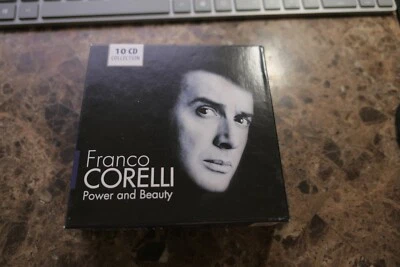 10 CD
COLLECTION
Franco
CORELLI
Power and Beauty